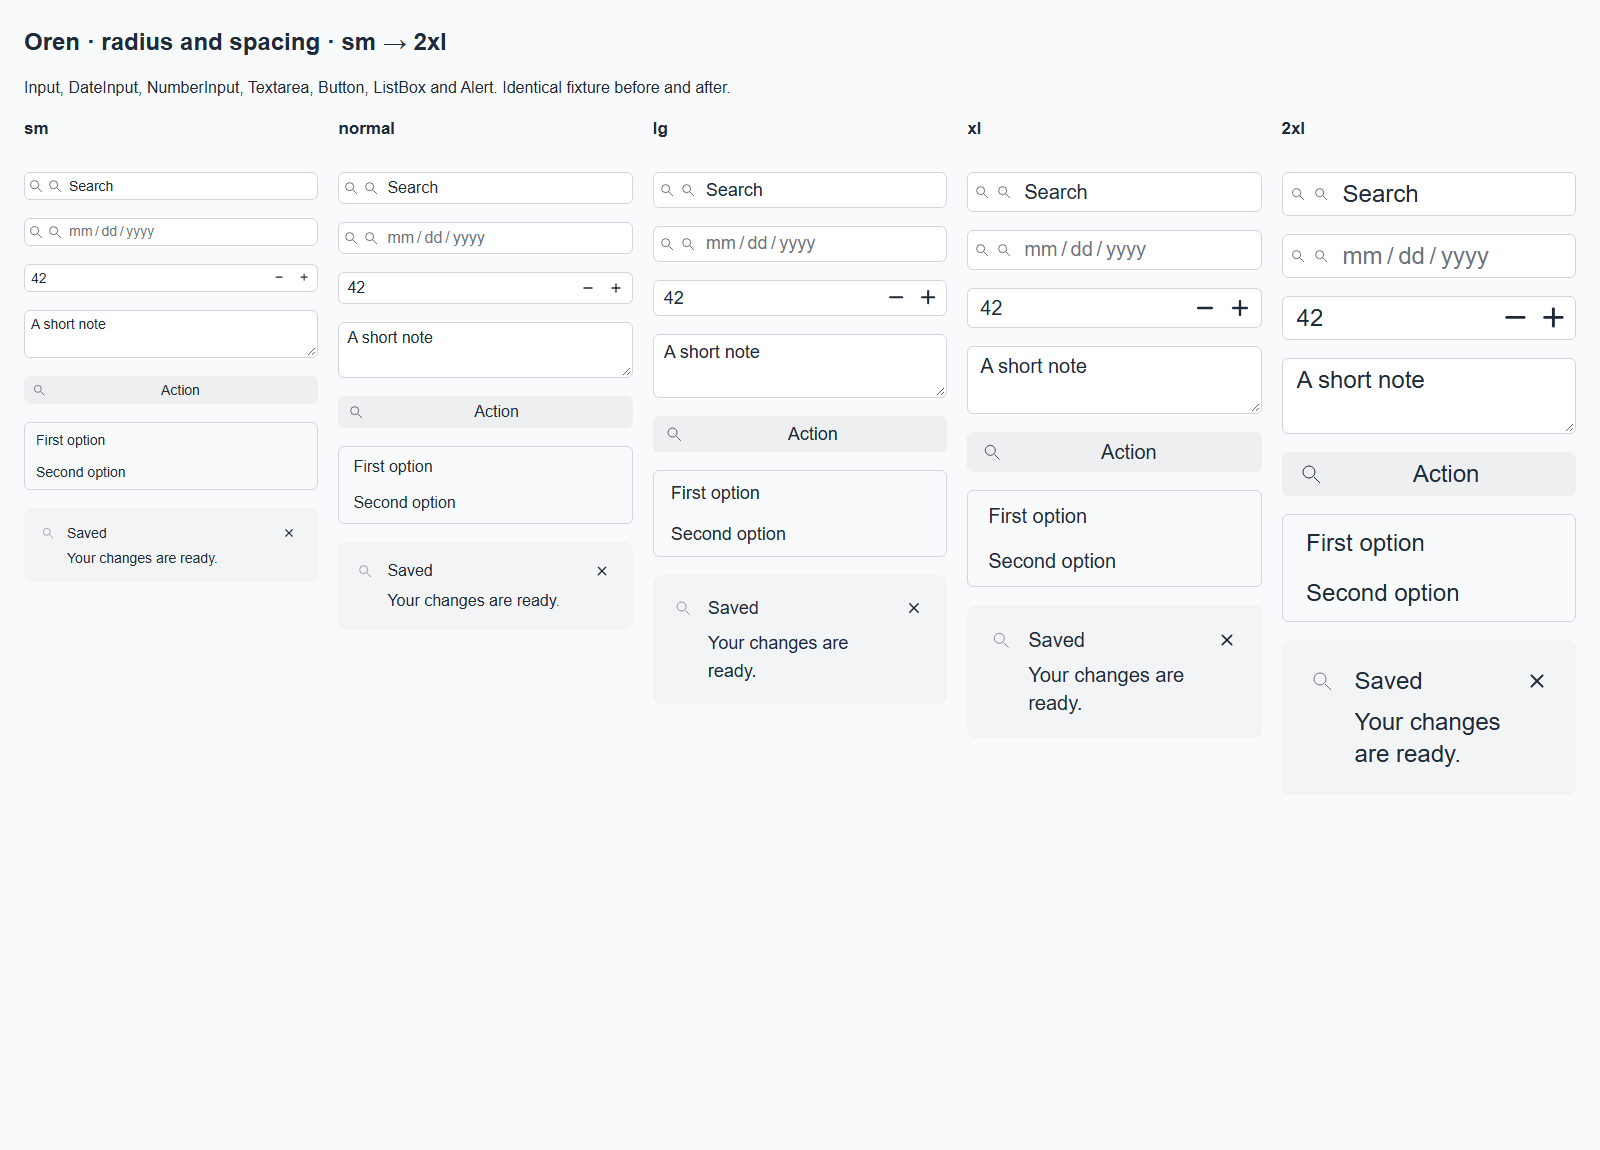 Oren · radius and spacing · sm → 2xl
Input, DateInput, NumberInput, Textarea, Button, ListBox and Alert. Identical fixture before and after.
sm
Search
mm/dd/yyyy
42 − +
A short note
Action
First option
Second option
Saved ×
Your changes are ready.
normal
Search
mm/dd/yyyy
42 − +
A short note
Action
First option
Second option
Saved ×
Your changes are ready.
lg
Search
mm/dd/yyyy
42 − +
A short note
Action
First option
Second option
Saved ×
Your changes are
ready.
xl
Search
mm/dd/yyyy
42 − +
A short note
Action
First option
Second option
Saved ×
Your changes are
ready.
2xl
Search
mm/dd/yyyy
42 − +
A short note
Action
First option
Second option
Saved ×
Your changes
are ready.